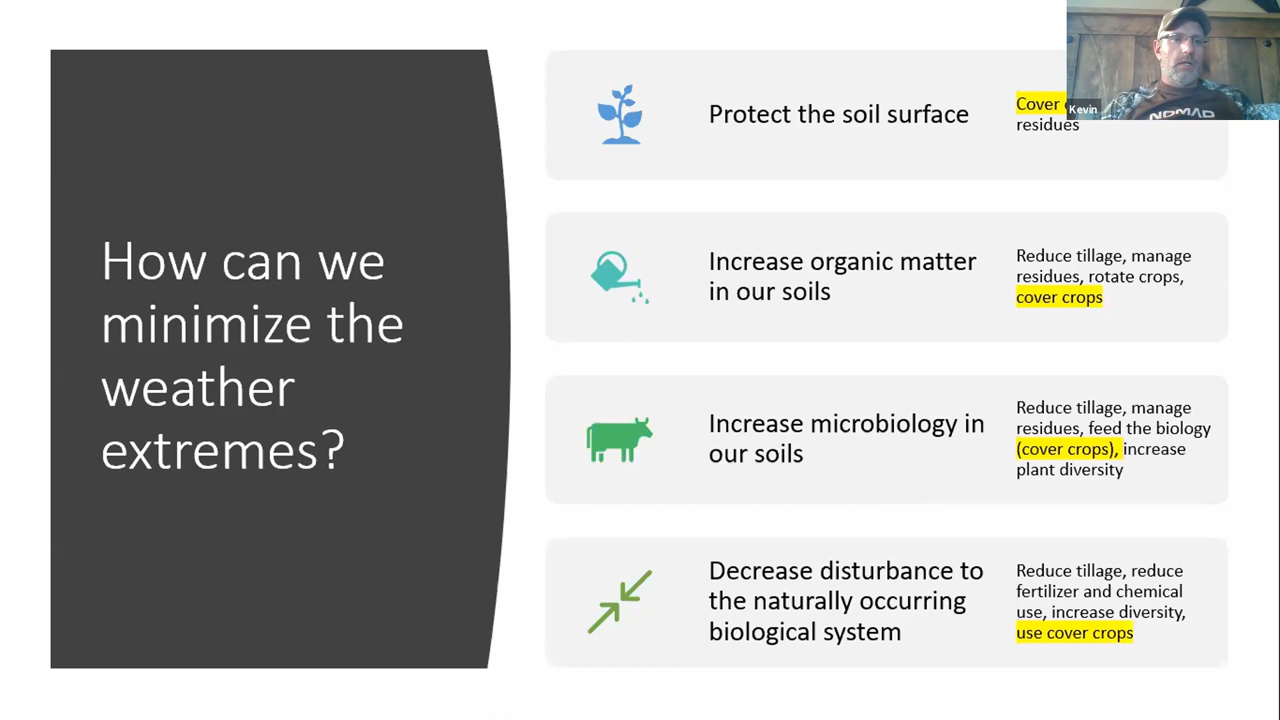 How can we
minimize the
weather
extremes?
Protect the soil surface
Cover
residues
Kevin
NOMAD
Increase organic matter
in our soils
Reduce tillage, manage
residues, rotate crops,
cover crops
Increase microbiology in
our soils
Reduce tillage, manage
residues, feed the biology
(cover crops), increase
plant diversity
Decrease disturbance to
the naturally occurring
biological system
Reduce tillage, reduce
fertilizer and chemical
use, increase diversity,
use cover crops